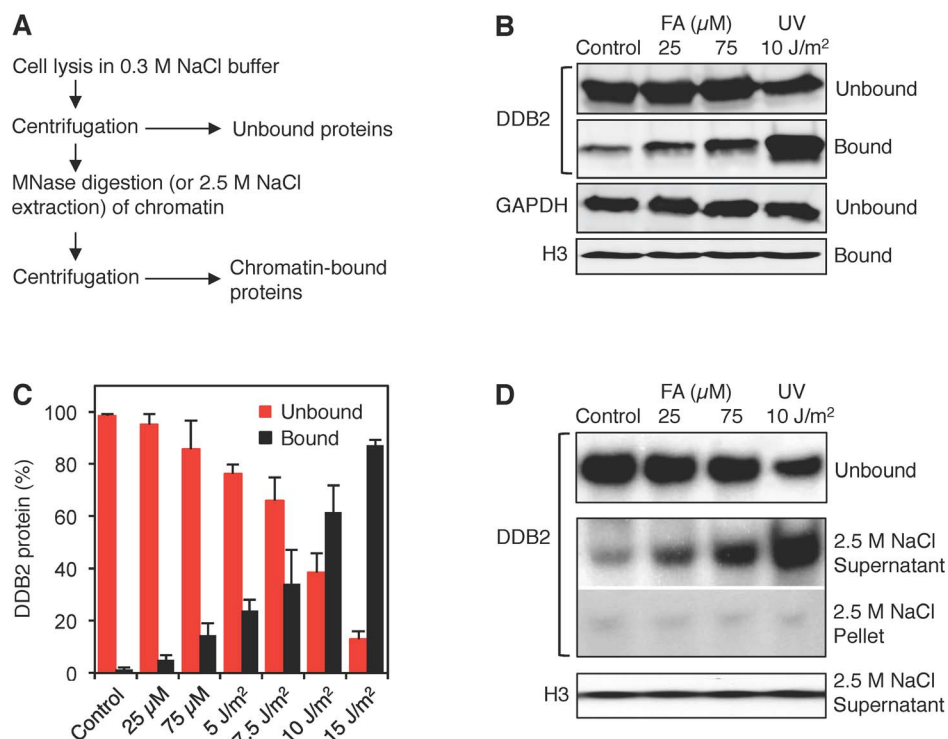 A
Cell lysis in 0.3 M NaCl buffer
Centrifugation
Unbound proteins
MNase digestion (or 2.5 M NaCl
extraction) of chromatin
Centrifugation
Chromatin-bound
proteins
B
FA (µM) UV
Control 25 75 10 J/m²
DDB2
Unbound
Bound
GAPDH
Unbound
H3
Bound
C
Unbound
Bound
DDB2 protein (%)
100
80
60
40
20
0
Control
25 µM
75 µM
5 J/m²
7.5 J/m²
10 J/m²
15 J/m²
D
FA (µM) UV
Control 25 75 10 J/m²
DDB2
Unbound
2.5 M NaCl
Supernatant
2.5 M NaCl
Pellet
H3
2.5 M NaCl
Supernatant